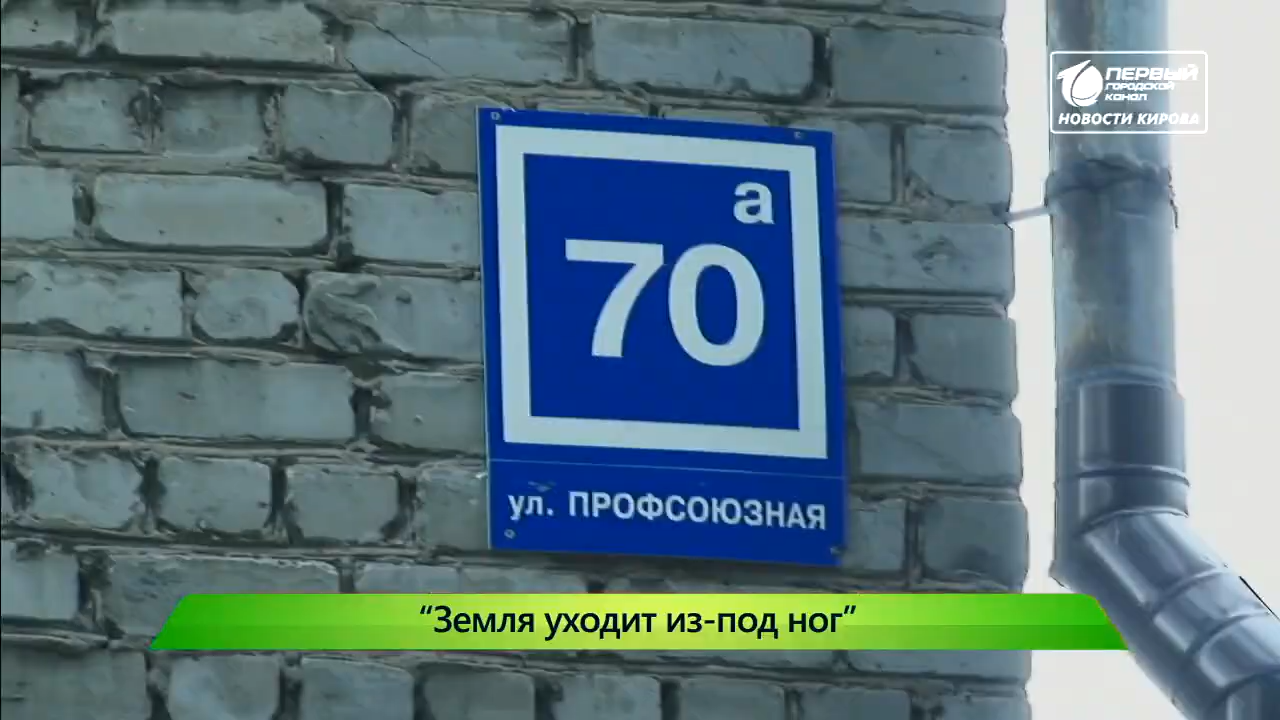 ПЕРВЫЙ
ГОРОДСКОЙ
КАНАЛ
НОВОСТИ КИРОВА
а
70
ул. ПРОФСОЮЗНАЯ
“Земля уходит из-под ног”